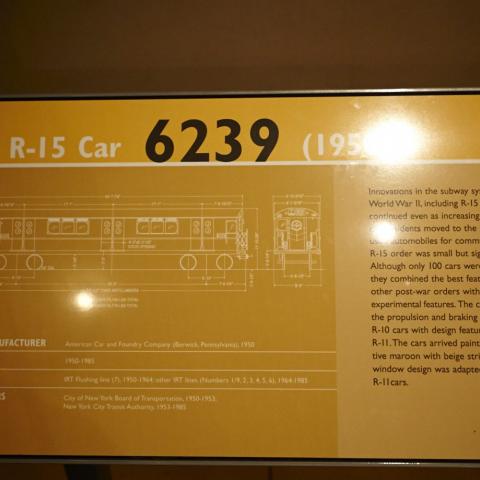 R-15 Car 6239 (195
Innovations in the subway sy
World War II, including R-15
continued even as increasing
dents moved to the
automobiles for comm
R-15 order was small but sig
Although only 100 cars were
they combined the best feat
other post-war orders with
experimental features. The c
the propulsion and braking
R-10 cars with design featur
R-11. The cars arrived paint
tive maroon with beige stri
window design was adapted
R-11cars.
UFACTURER
American Car and Foundry Company (Berwick, Pennsylvania), 1950
1950-1985
IRT Flushing line (7), 1950-1964; other IRT lines (Numbers 1/9, 2, 3, 4, 5, 6), 1964-1985
RS
City of New York Board of Transportation, 1950-1953;
New York City Transit Authority, 1953-1985